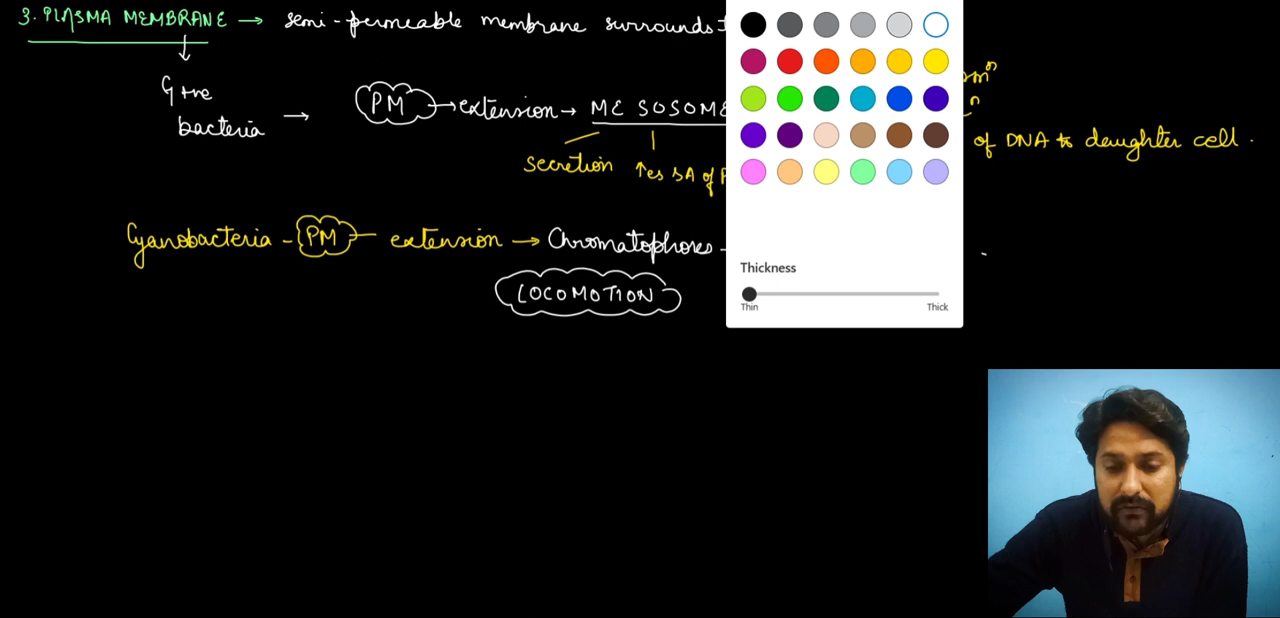 3. PLASMA MEMBRANE → semi-permeable membrane surrounds
G +ve bacteria → PM → extension → MESOSOME
secretion ↑es SA of
of DNA to daughter cell.
Cyanobacteria - PM - extension → Chromatophores -
LOCOMOTION
Thickness
Thin Thick